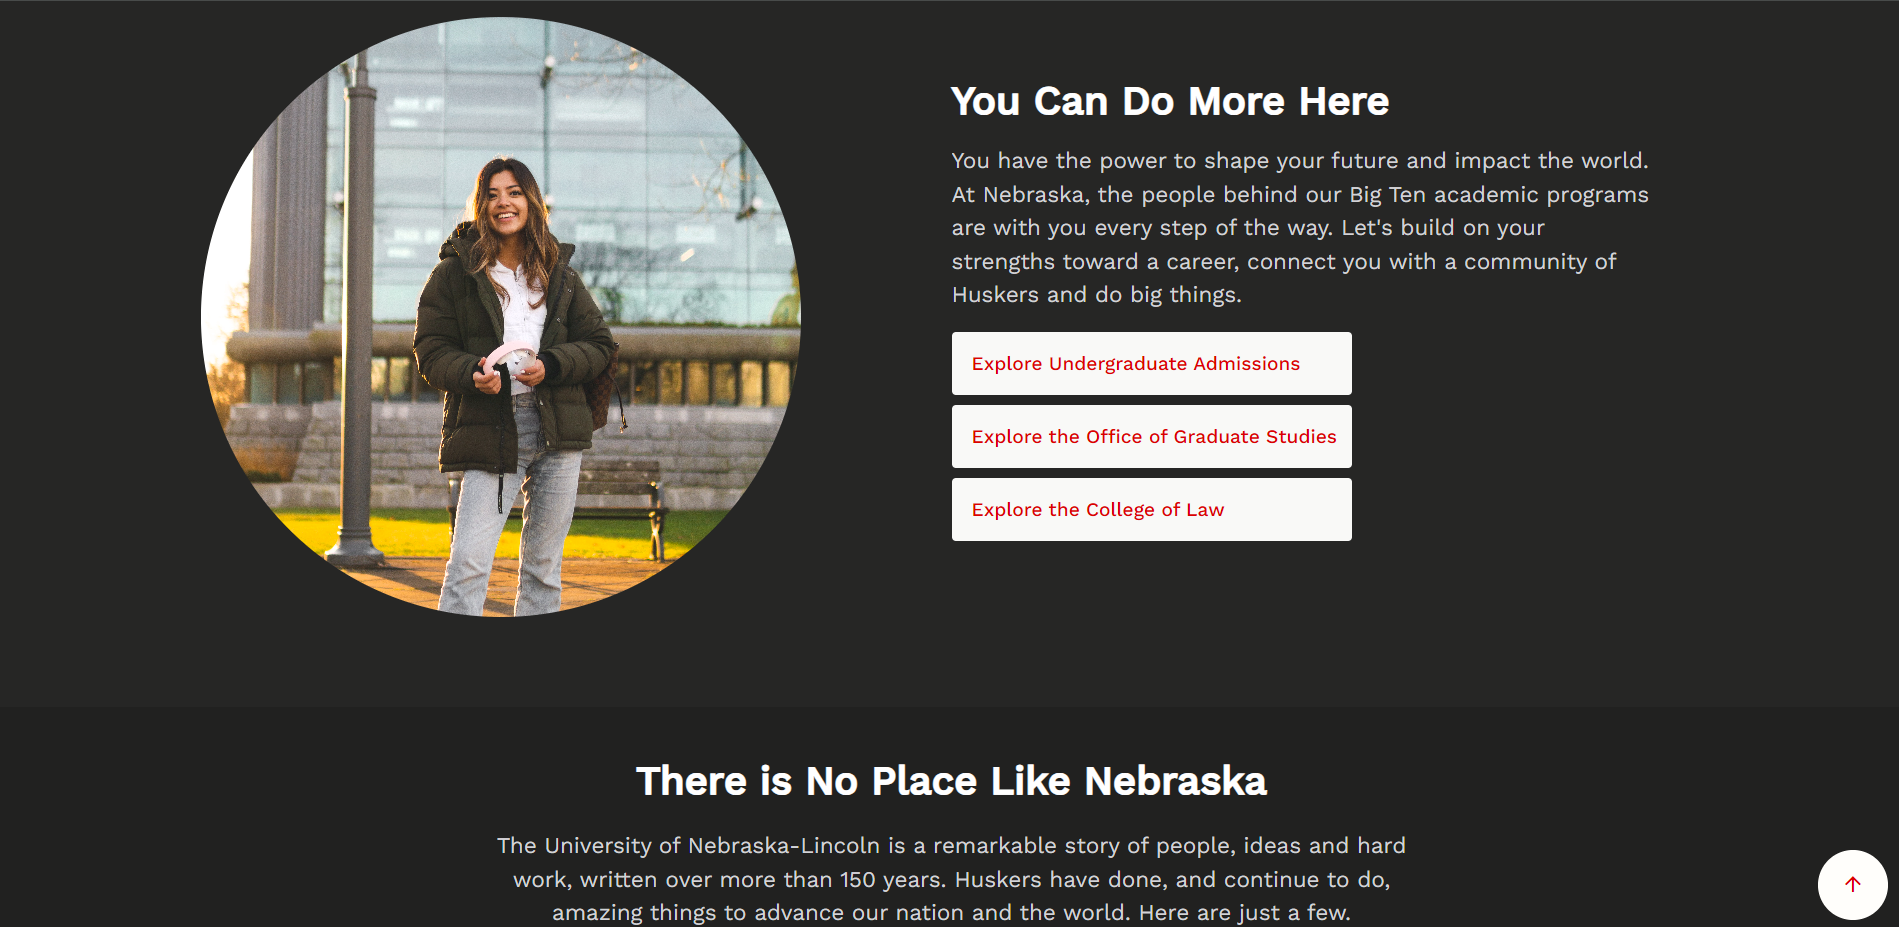 You Can Do More Here
You have the power to shape your future and impact the world.
At Nebraska, the people behind our Big Ten academic programs
are with you every step of the way. Let's build on your
strengths toward a career, connect you with a community of
Huskers and do big things.
Explore Undergraduate Admissions
Explore the Office of Graduate Studies
Explore the College of Law
There is No Place Like Nebraska
The University of Nebraska-Lincoln is a remarkable story of people, ideas and hard
work, written over more than 150 years. Huskers have done, and continue to do,
amazing things to advance our nation and the world. Here are just a few.